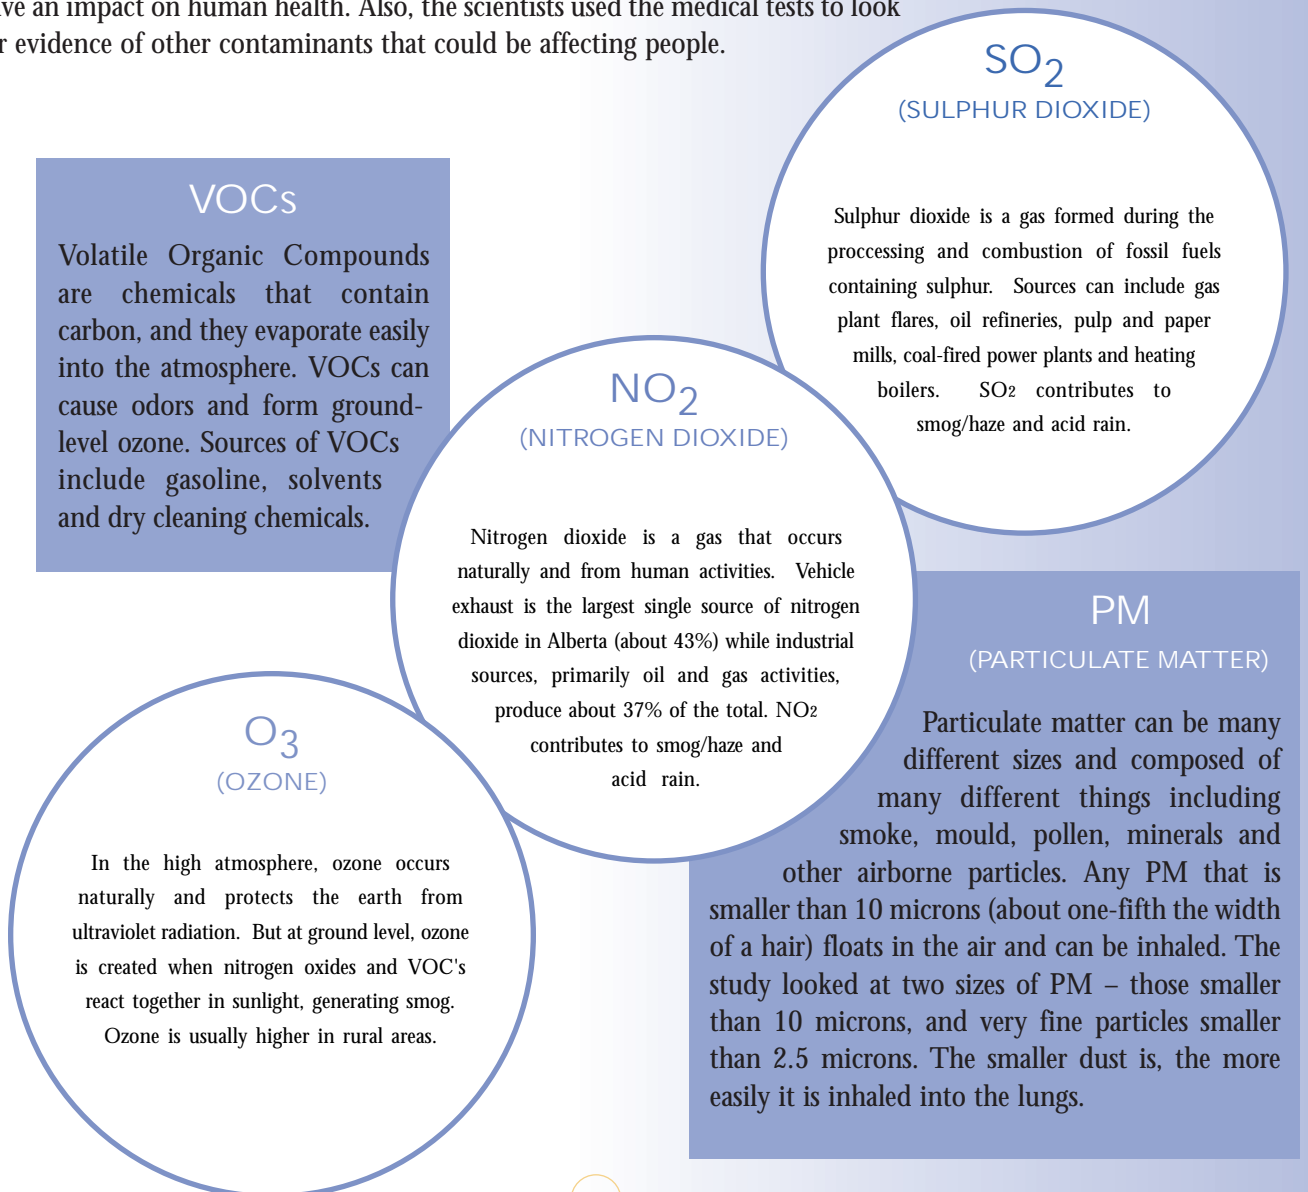 ve an impact on human health. Also, the scientists used the medical tests to look
r evidence of other contaminants that could be affecting people.
SO2
(SULPHUR DIOXIDE)
Sulphur dioxide is a gas formed during the
proccessing and combustion of fossil fuels
containing sulphur. Sources can include gas
plant flares, oil refineries, pulp and paper
mills, coal-fired power plants and heating
boilers. SO2 contributes to
smog/haze and acid rain.
VOCs
Volatile Organic Compounds
are chemicals that contain
carbon, and they evaporate easily
into the atmosphere. VOCs can
cause odors and form ground-
level ozone. Sources of VOCs
include gasoline, solvents
and dry cleaning chemicals.
NO2
(NITROGEN DIOXIDE)
Nitrogen dioxide is a gas that occurs
naturally and from human activities. Vehicle
exhaust is the largest single source of nitrogen
dioxide in Alberta (about 43%) while industrial
sources, primarily oil and gas activities,
produce about 37% of the total. NO2
contributes to smog/haze and
acid rain.
O3
(OZONE)
In the high atmosphere, ozone occurs
naturally and protects the earth from
ultraviolet radiation. But at ground level, ozone
is created when nitrogen oxides and VOC's
react together in sunlight, generating smog.
Ozone is usually higher in rural areas.
PM
(PARTICULATE MATTER)
Particulate matter can be many
different sizes and composed of
many different things including
smoke, mould, pollen, minerals and
other airborne particles. Any PM that is
smaller than 10 microns (about one-fifth the width
of a hair) floats in the air and can be inhaled. The
study looked at two sizes of PM – those smaller
than 10 microns, and very fine particles smaller
than 2.5 microns. The smaller dust is, the more
easily it is inhaled into the lungs.